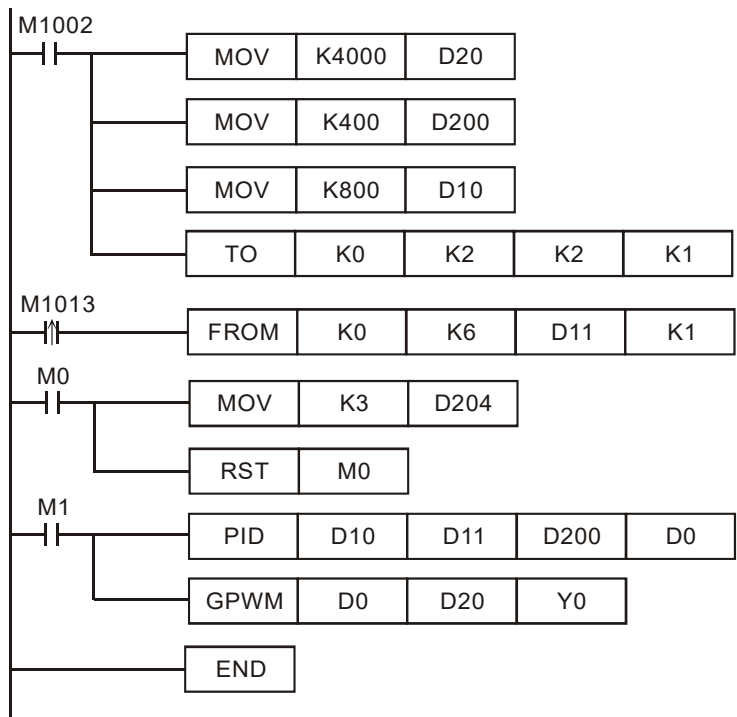 M1002
MOV K4000 D20
MOV K400 D200
MOV K800 D10
TO K0 K2 K2 K1
M1013
FROM K0 K6 D11 K1
M0
MOV K3 D204
RST M0
M1
PID D10 D11 D200 D0
GPWM D0 D20 Y0
END